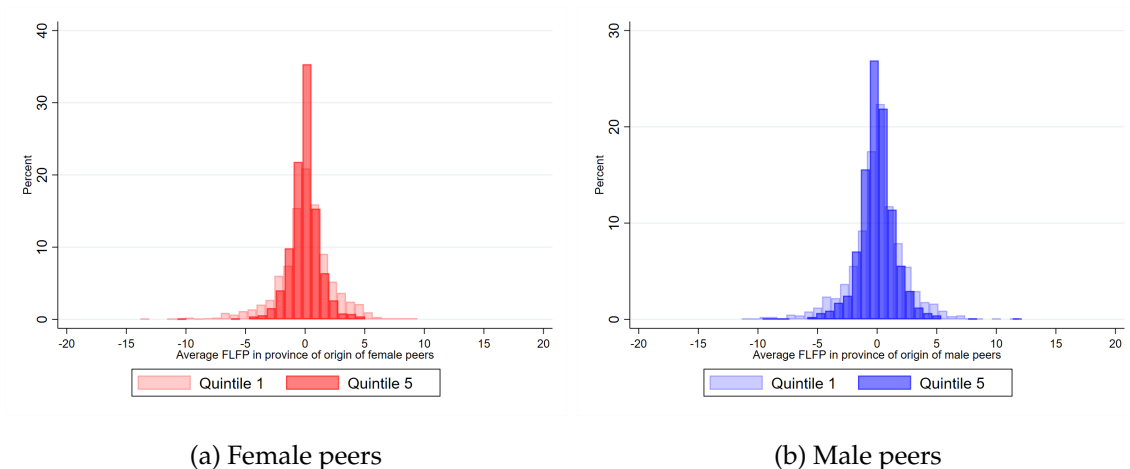 40
30
20
10
0
Percent
-20 -15 -10 -5 0 5 10 15 20
Average FLFP in province of origin of female peers
Quintile 1 Quintile 5
(a) Female peers
30
20
10
0
Percent
-20 -15 -10 -5 0 5 10 15 20
Average FLFP in province of origin of male peers
Quintile 1 Quintile 5
(b) Male peers